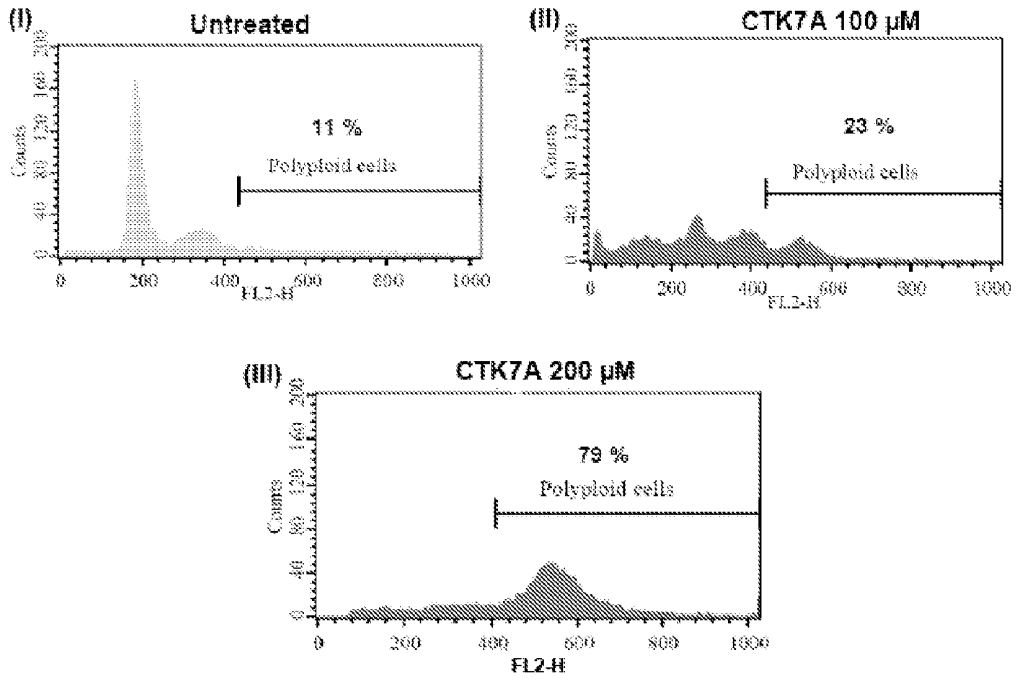 (I)
Untreated
200
160
120
80
40
0
Counts
11 %
Polyploid cells
0 200 400 600 800 1000
FL2-H
(II)
CTK7A 100 µM
200
160
120
80
40
0
Counts
23 %
Polyploid cells
0 200 400 600 800 1000
FL2-H
(III)
CTK7A 200 µM
200
160
120
80
40
0
Counts
79 %
Polyploid cells
0 200 400 600 800 1000
FL2-H